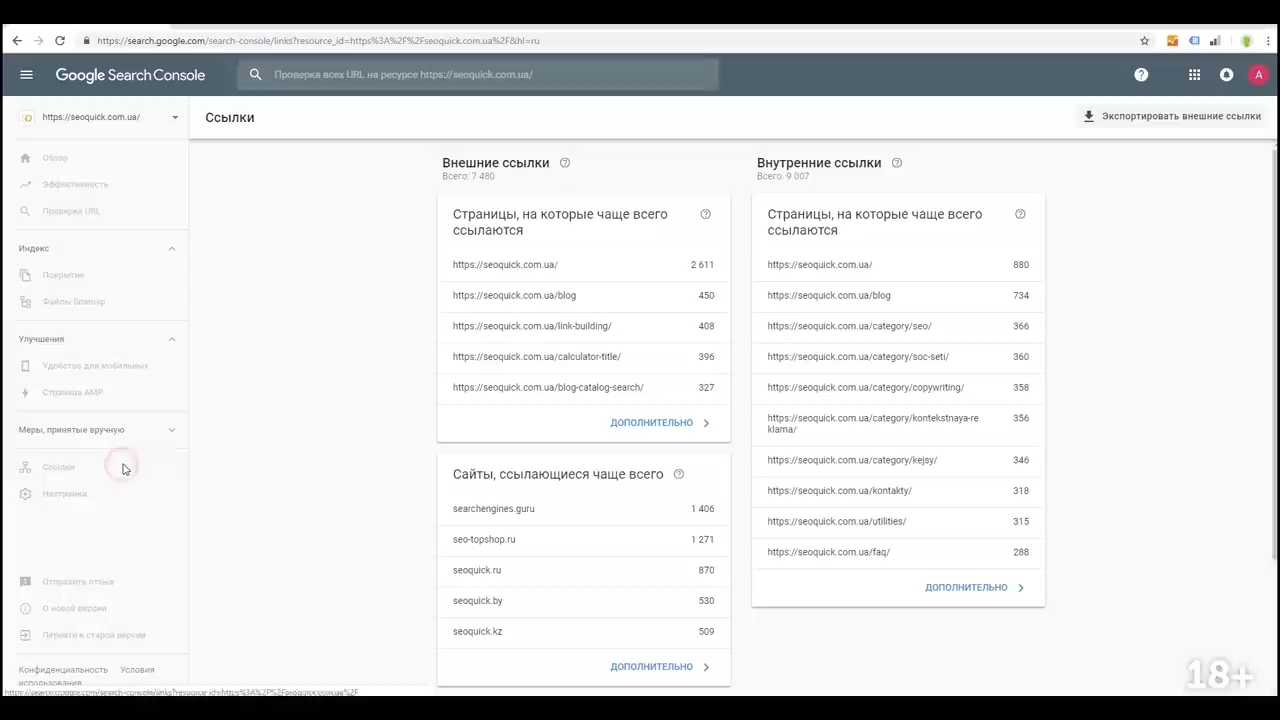 https://search.google.com/search-console/links?resource_id=https%3A%2F%2Fseoquick.com.ua%2F&hl=ru
Google Search Console
Проверка всех URL на ресурсе https://seoquick.com.ua/
A
https://seoquick.com.ua/
Ссылки
Экспортировать внешние ссылки
Обзор
Эффективность
Проверка URL
Индекс
Покрытие
Файлы Sitemap
Улучшения
Удобство для мобильных
Страницы AMP
Меры, принятые вручную
Ссылки
Настройки
Отправить отзыв
О новой версии
Перейти к старой версии
Конфиденциальность Условия
использования
Внешние ссылки
Всего: 7 480
Страницы, на которые чаще всего
ссылаются
https://seoquick.com.ua/ 2 611
https://seoquick.com.ua/blog 450
https://seoquick.com.ua/link-building/ 408
https://seoquick.com.ua/calculator-title/ 396
https://seoquick.com.ua/blog-catalog-search/ 327
ДОПОЛНИТЕЛЬНО
Сайты, ссылающиеся чаще всего
searchengines.guru 1 406
seo-topshop.ru 1 271
seoquick.ru 870
seoquick.by 530
seoquick.kz 509
ДОПОЛНИТЕЛЬНО
Внутренние ссылки
Всего: 9 007
Страницы, на которые чаще всего
ссылаются
https://seoquick.com.ua/ 880
https://seoquick.com.ua/blog 734
https://seoquick.com.ua/category/seo/ 366
https://seoquick.com.ua/category/soc-seti/ 360
https://seoquick.com.ua/category/copywriting/ 358
https://seoquick.com.ua/category/kontekstnaya-re
klama/ 356
https://seoquick.com.ua/category/kejsy/ 346
https://seoquick.com.ua/kontakty/ 318
https://seoquick.com.ua/utilities/ 315
https://seoquick.com.ua/faq/ 288
ДОПОЛНИТЕЛЬНО
18+